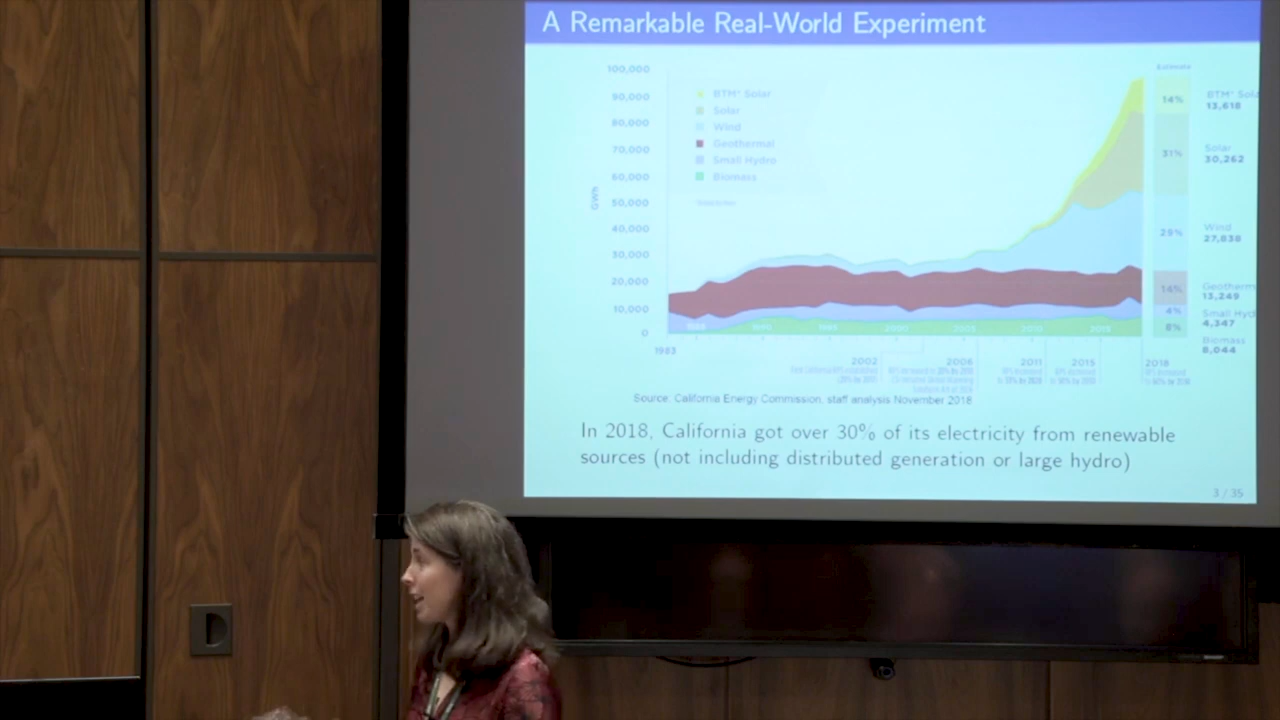 A Remarkable Real-World Experiment
Estimate
100,000
90,000
80,000
70,000
60,000
50,000
40,000
30,000
20,000
10,000
0
GWh
BTM* Solar
Solar
Wind
Geothermal
Small Hydro
Biomass
14%
31%
29%
14%
4%
8%
BTM* Sola
13,618
Solar
30,262
Wind
27,838
Geotherm
13,249
Small Hyd
4,347
Biomass
8,044
1983
1990
1995
2000
2002
2006
2011
2015
2018
Source: California Energy Commission, staff analysis November 2018
In 2018, California got over 30% of its electricity from renewable
sources (not including distributed generation or large hydro)
3 / 35